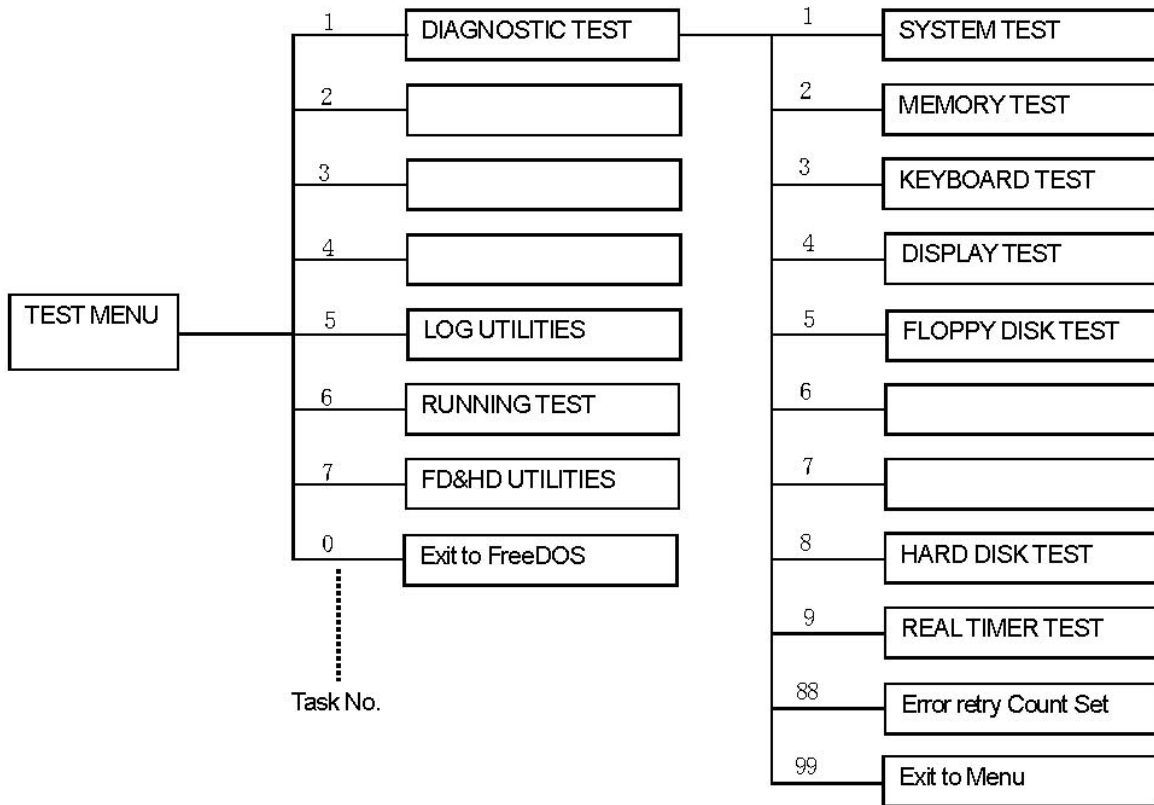 TEST MENU
1 DIAGNOSTIC TEST
2
3
4
5 LOG UTILITIES
6 RUNNING TEST
7 FD&HD UTILITIES
0 Exit to FreeDOS
Task No.
1 SYSTEM TEST
2 MEMORY TEST
3 KEYBOARD TEST
4 DISPLAY TEST
5 FLOPPY DISK TEST
6
7
8 HARD DISK TEST
9 REAL TIMER TEST
88 Error retry Count Set
99 Exit to Menu